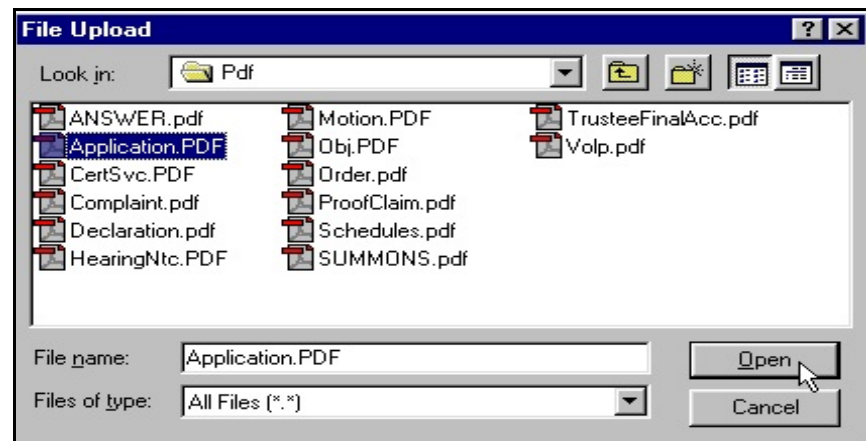 File Upload
Look in: Pdf
ANSWER.pdf Motion.PDF TrusteeFinalAcc.pdf
Application.PDF Obj.PDF Volp.pdf
CertSvc.PDF Order.pdf
Complaint.pdf ProofClaim.pdf
Declaration.pdf Schedules.pdf
HearingNtc.PDF SUMMONS.pdf
File name: Application.PDF Open
Files of type: All Files (*.*) Cancel